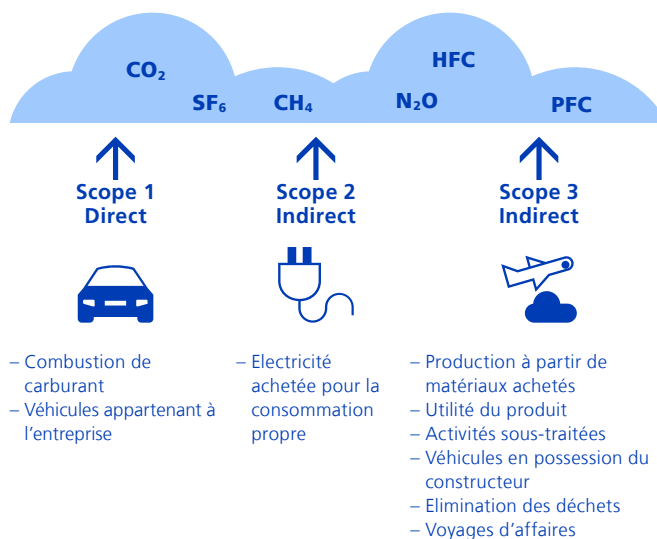 CO₂
HFC
SF₆
CH₄
N₂O
PFC
Scope 1
Direct
Scope 2
Indirect
Scope 3
Indirect
– Combustion de
carburant
– Véhicules appartenant à
l’entreprise
– Electricité
achetée pour la
consommation
propre
– Production à partir de
matériaux achetés
– Utilité du produit
– Activités sous-traitées
– Véhicules en possession du
constructeur
– Elimination des déchets
– Voyages d’affaires